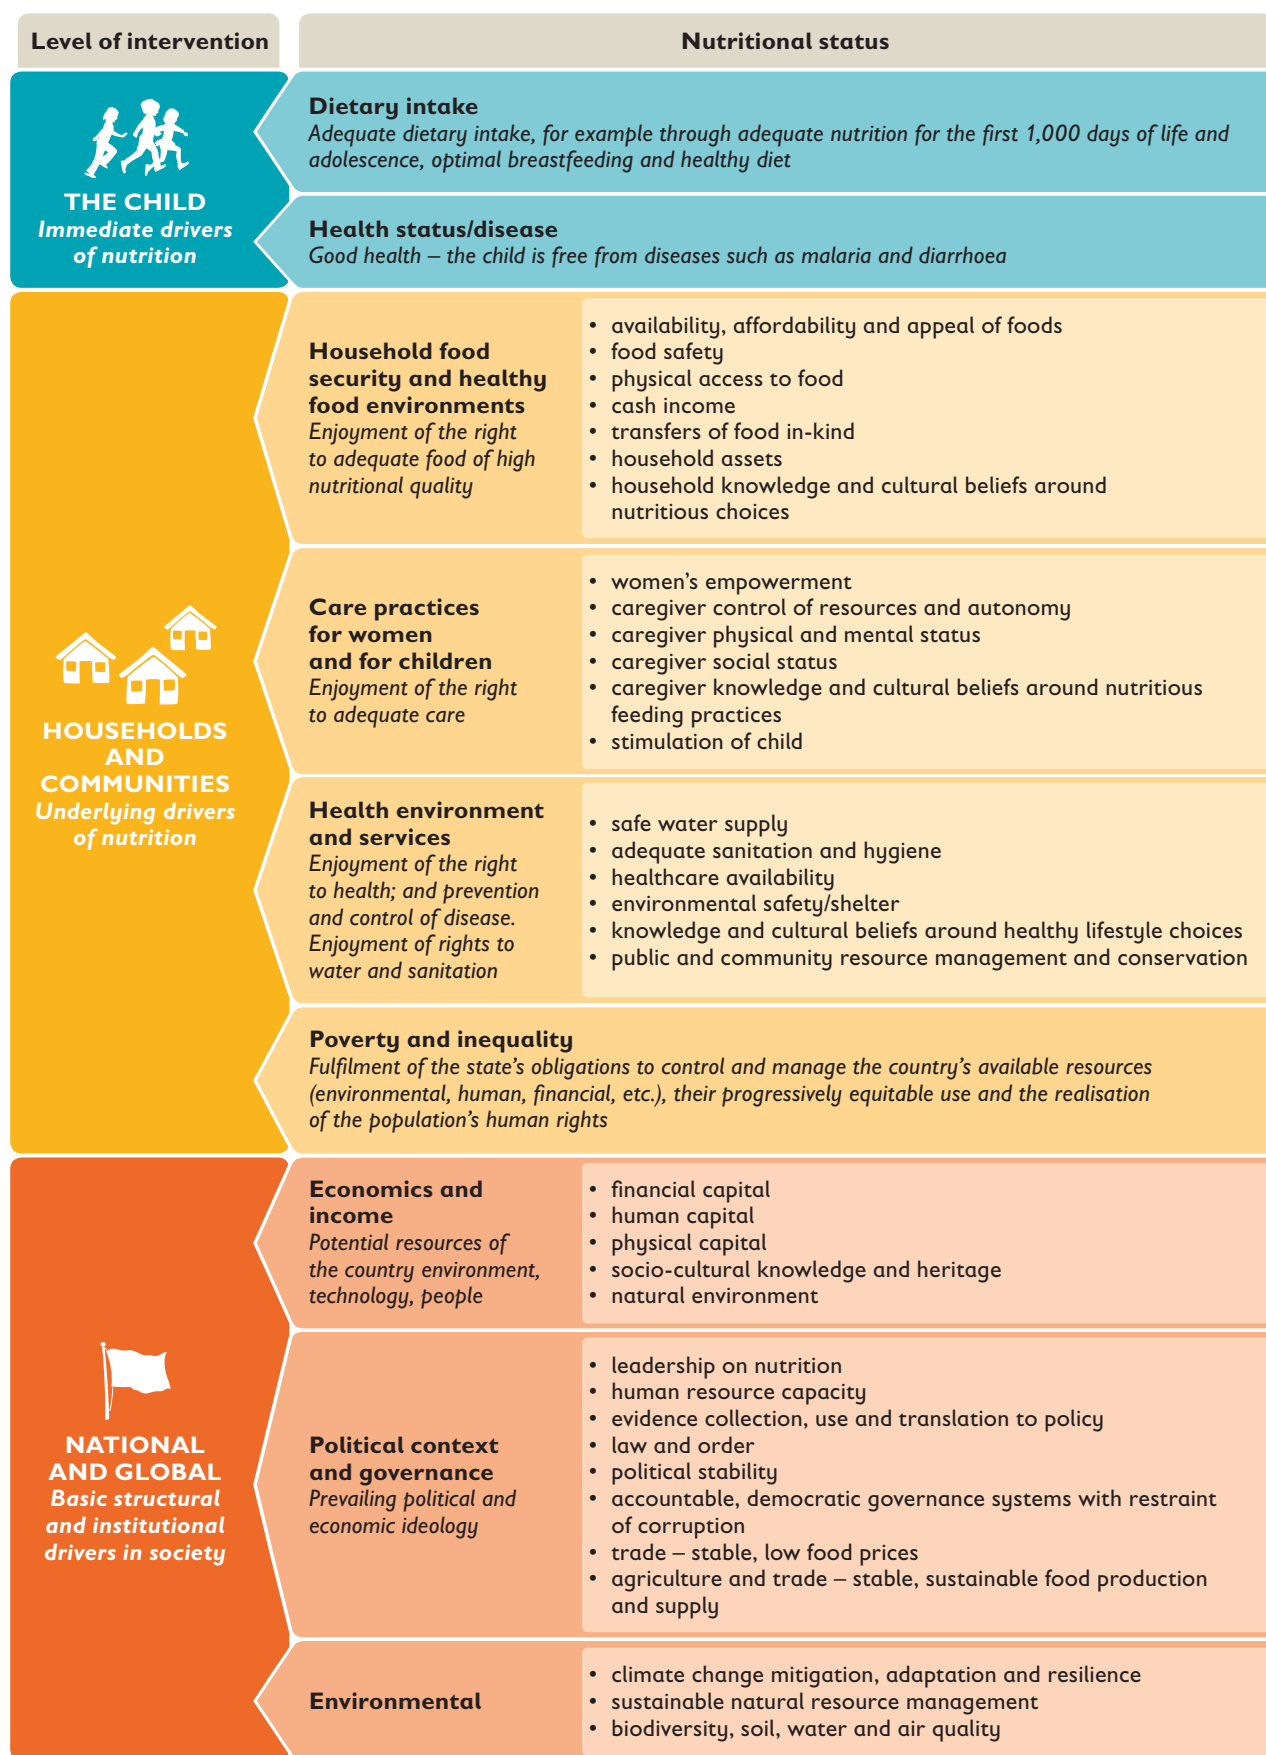 Level of intervention
Nutritional status
THE CHILD
Immediate drivers
of nutrition
Dietary intake
Adequate dietary intake, for example through adequate nutrition for the first 1,000 days of life and
adolescence, optimal breastfeeding and healthy diet
Health status/disease
Good health – the child is free from diseases such as malaria and diarrhoea
HOUSEHOLDS
AND
COMMUNITIES
Underlying drivers
of nutrition
Household food
security and healthy
food environments
Enjoyment of the right
to adequate food of high
nutritional quality
• availability, affordability and appeal of foods
• food safety
• physical access to food
• cash income
• transfers of food in-kind
• household assets
• household knowledge and cultural beliefs around
nutritious choices
Care practices
for women
and for children
Enjoyment of the right
to adequate care
• women’s empowerment
• caregiver control of resources and autonomy
• caregiver physical and mental status
• caregiver social status
• caregiver knowledge and cultural beliefs around nutritious
feeding practices
• stimulation of child
Health environment
and services
Enjoyment of the right
to health; and prevention
and control of disease.
Enjoyment of rights to
water and sanitation
• safe water supply
• adequate sanitation and hygiene
• healthcare availability
• environmental safety/shelter
• knowledge and cultural beliefs around healthy lifestyle choices
• public and community resource management and conservation
Poverty and inequality
Fulfilment of the state’s obligations to control and manage the country’s available resources
(environmental, human, financial, etc.), their progressively equitable use and the realisation
of the population’s human rights
NATIONAL
AND GLOBAL
Basic structural
and institutional
drivers in society
Economics and
income
Potential resources of
the country environment,
technology, people
• financial capital
• human capital
• physical capital
• socio-cultural knowledge and heritage
• natural environment
Political context
and governance
Prevailing political and
economic ideology
• leadership on nutrition
• human resource capacity
• evidence collection, use and translation to policy
• law and order
• political stability
• accountable, democratic governance systems with restraint
of corruption
• trade – stable, low food prices
• agriculture and trade – stable, sustainable food production
and supply
Environmental
• climate change mitigation, adaptation and resilience
• sustainable natural resource management
• biodiversity, soil, water and air quality